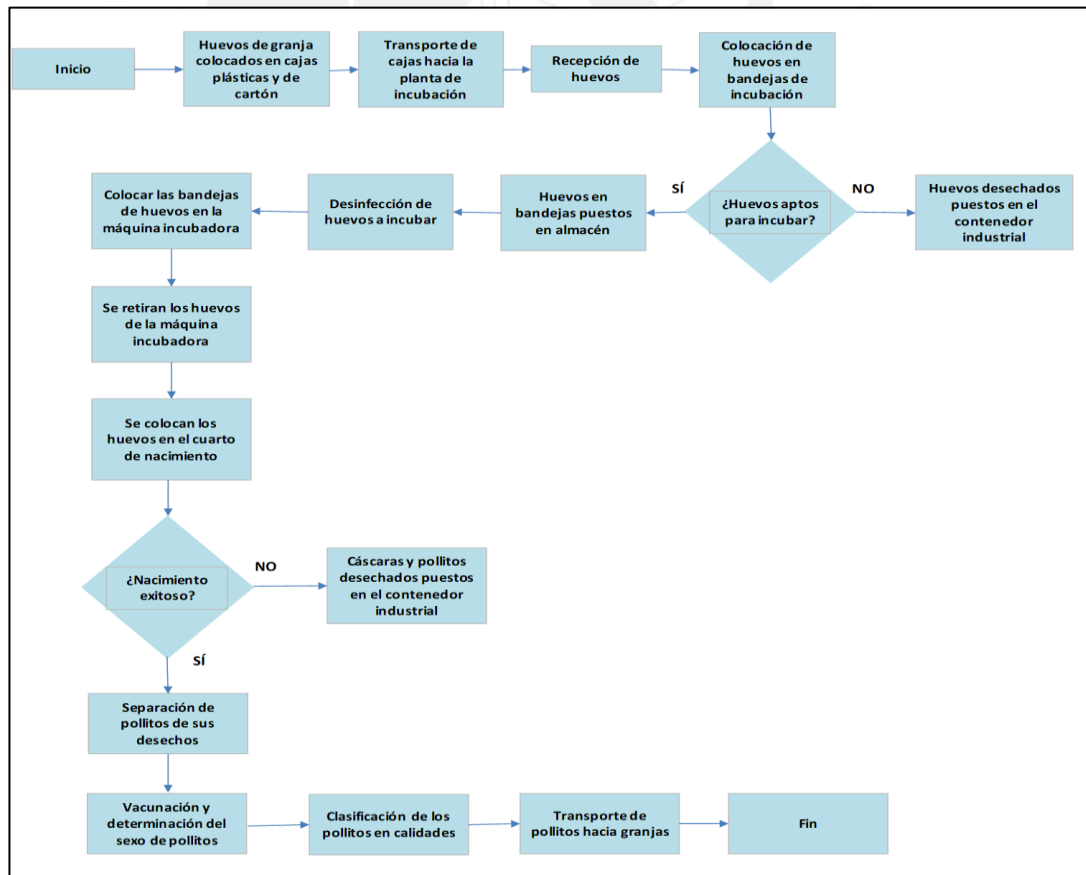 Inicio
Huevos de granja
colocados en cajas
plásticas y de
cartón
Transporte de
cajas hacia la
planta de
incubación
Recepción de
huevos
Colocación de
huevos en
bandejas de
incubación
¿Huevos aptos
para incubar?
SÍ
NO
Huevos desechados
puestos en el
contenedor
industrial
Huevos en
bandejas puestos
en almacén
Desinfección de
huevos a incubar
Colocar las bandejas
de huevos en la
máquina incubadora
Se retiran los huevos
de la máquina
incubadora
Se colocan los
huevos en el cuarto
de nacimiento
¿Nacimiento
exitoso?
NO
Cáscaras y pollitos
desechados puestos
en el contenedor
industrial
SÍ
Separación de
pollitos de sus
desechos
Vacunación y
determinación del
sexo de pollitos
Clasificación de los
pollitos en calidades
Transporte de
pollitos hacia granjas
Fin